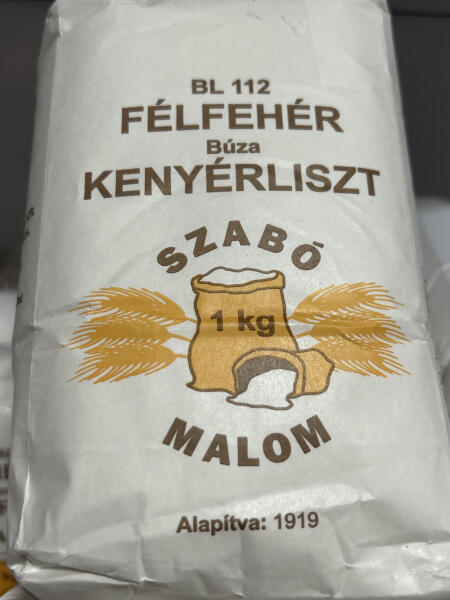 BL 112
FÉLFEHÉR
Búza
KENYÉRLISZT
SZABÓ
1 kg
MALOM
Alapítva: 1919